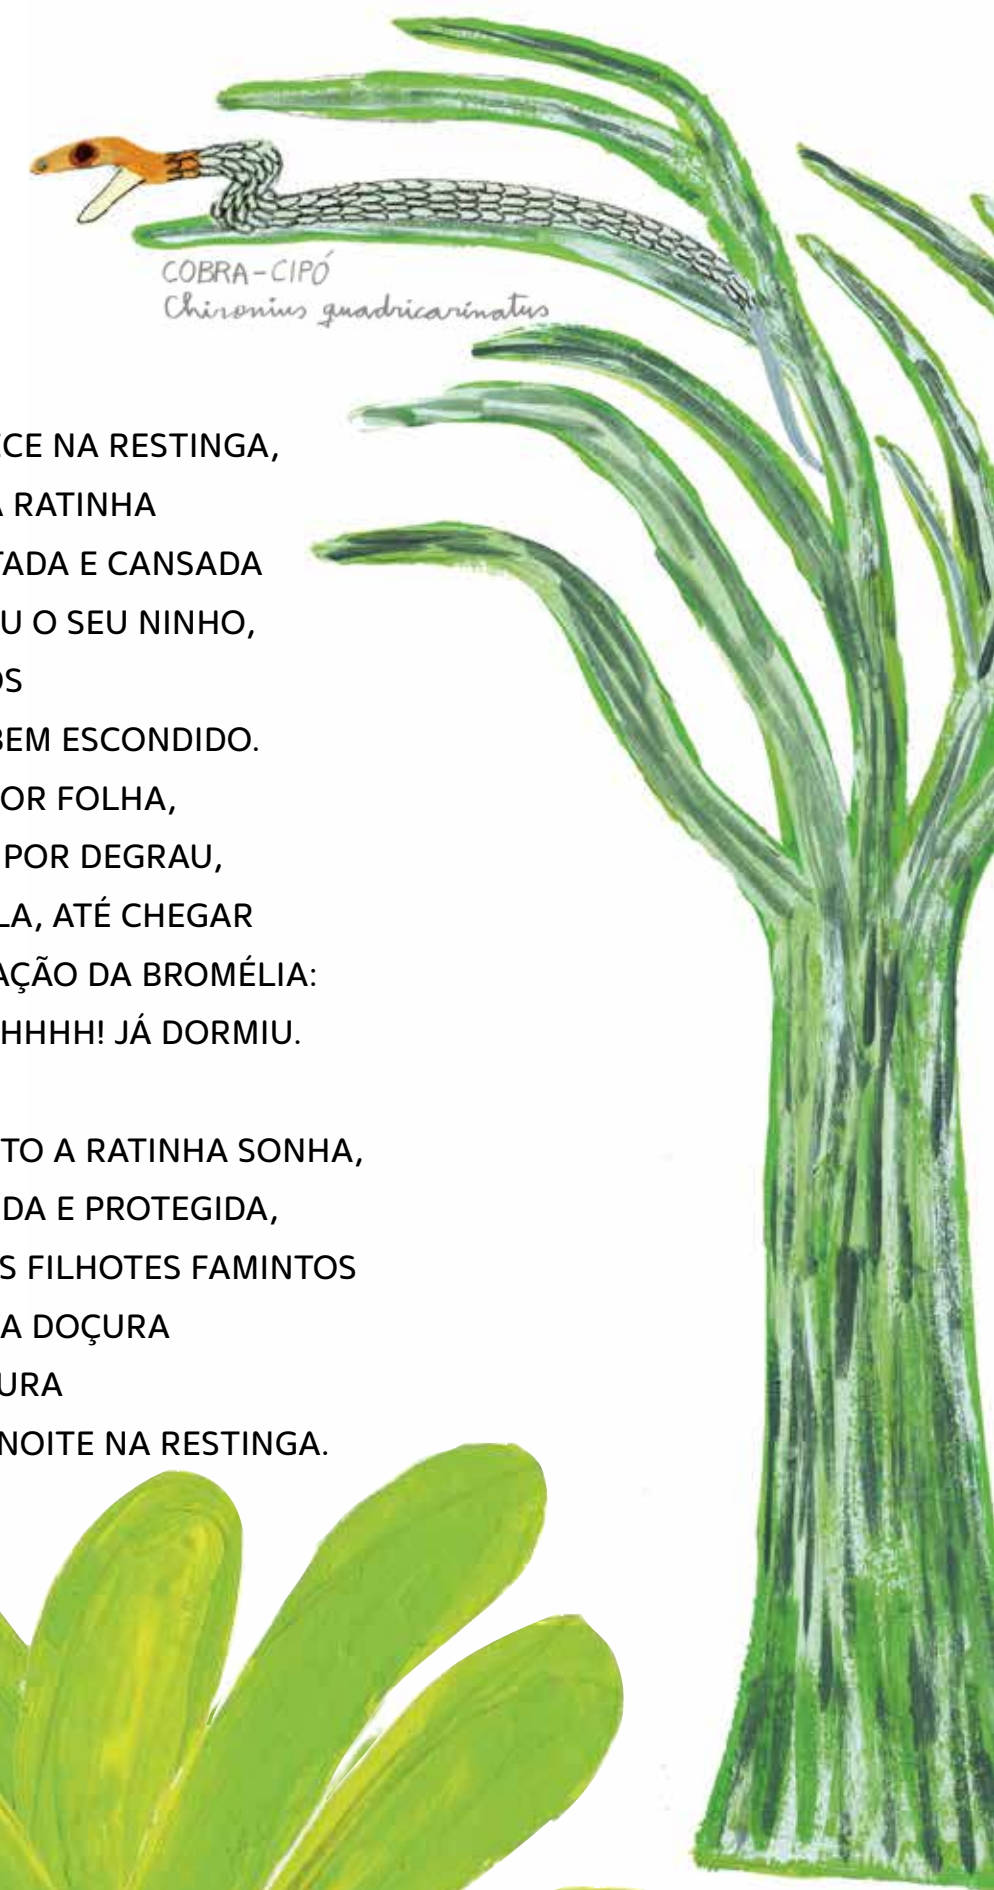 COBRA-CIPÓ
Chironius quadricarinatus
CE NA RESTINGA,
RATINHA
TADA E CANSADA
U O SEU NINHO,
OS
BEM ESCONDIDO.
OR FOLHA,
POR DEGRAU,
LA, ATÉ CHEGAR
AÇÃO DA BROMÉLIA:
HHHH! JÁ DORMIU.
TO A RATINHA SONHA,
DA E PROTEGIDA,
S FILHOTES FAMINTOS
A DOÇURA
URA
NOITE NA RESTINGA.